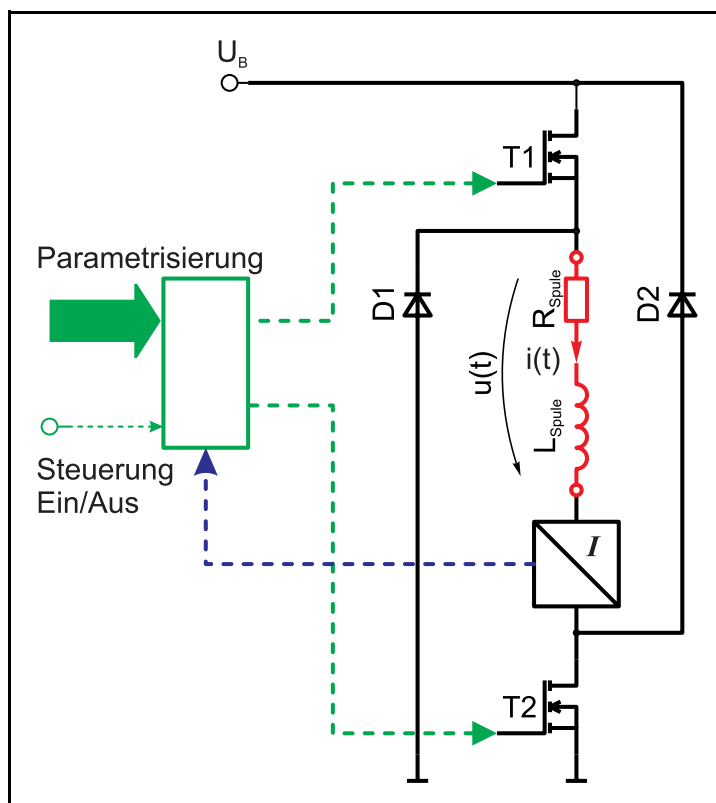 U_B
T1
Parametrisierung
D1
R_Spule
D2
u(t)
i(t)
L_Spule
Steuerung
Ein/Aus
I
T2